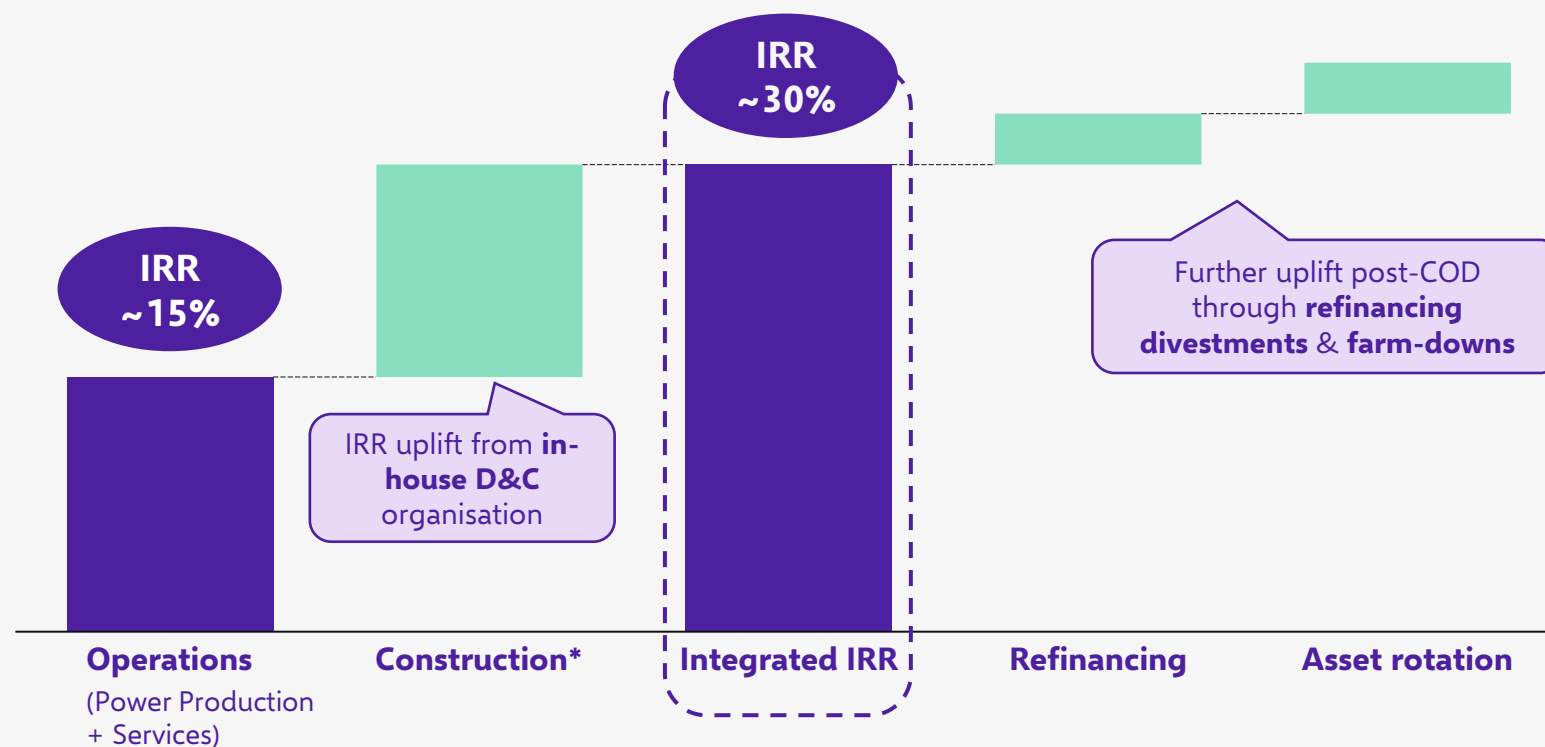 IRR
~30%
IRR
~15%
Further uplift post-COD
through refinancing
divestments & farm-downs
IRR uplift from in-
house D&C
organisation
Operations
(Power Production
+ Services)
Construction*
Integrated IRR
Refinancing
Asset rotation